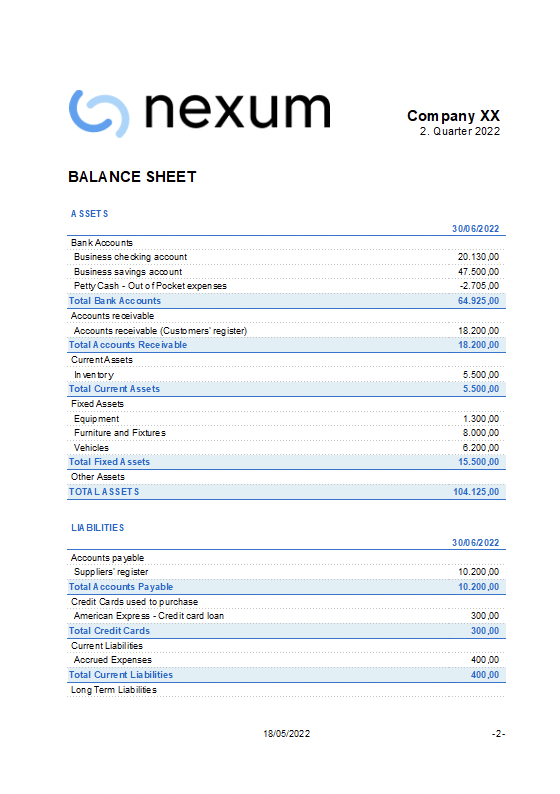 nexum
Company XX
2. Quarter 2022
BALANCE SHEET
ASSETS
30/06/2022
Bank Accounts
Business checking account 20.130,00
Business savings account 47.500,00
Petty Cash - Out of Pocket expenses -2.705,00
Total Bank Accounts 64.925,00
Accounts receivable
Accounts receivable (Customers' register) 18.200,00
Total Accounts Receivable 18.200,00
Current Assets
Inventory 5.500,00
Total Current Assets 5.500,00
Fixed Assets
Equipment 1.300,00
Furniture and Fixtures 8.000,00
Vehicles 6.200,00
Total Fixed Assets 15.500,00
Other Assets
TOTAL ASSETS 104.125,00
LIABILITIES
30/06/2022
Accounts payable
Suppliers' register 10.200,00
Total Accounts Payable 10.200,00
Credit Cards used to purchase
American Express - Credit card loan 300,00
Total Credit Cards 300,00
Current Liabilities
Accrued Expenses 400,00
Total Current Liabilities 400,00
Long Term Liabilities
18/05/2022 -2-